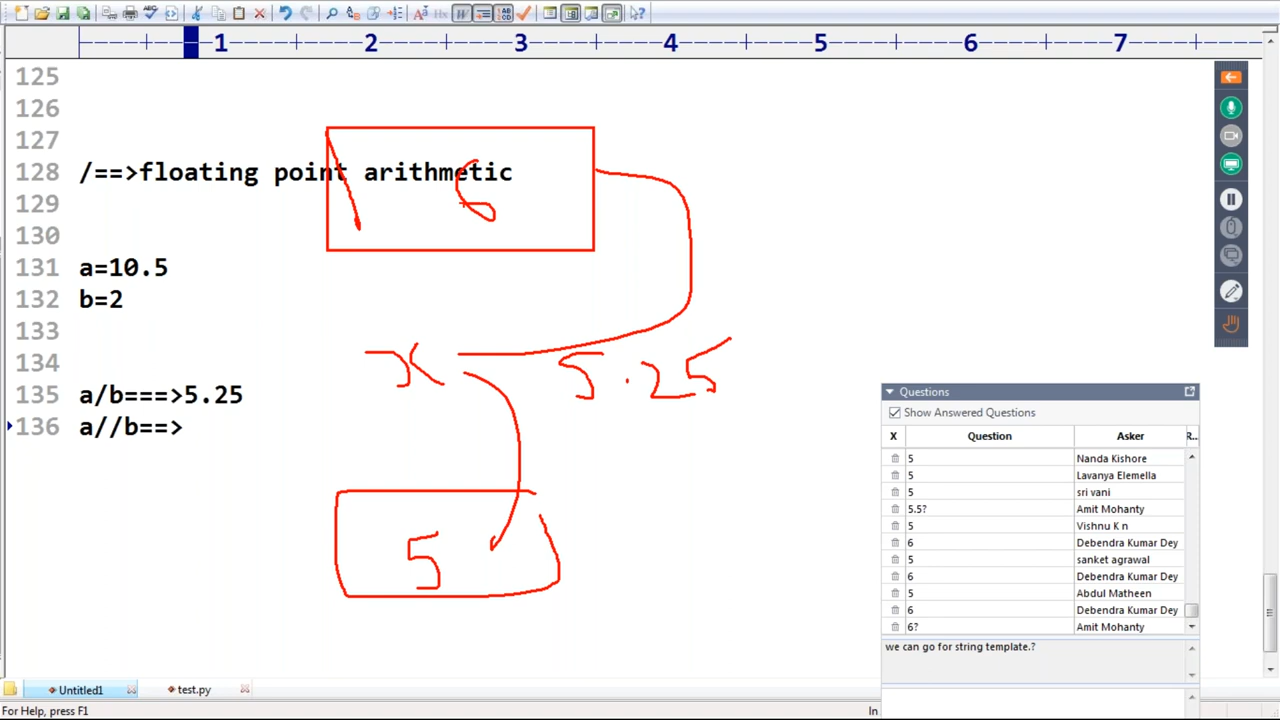 1 2 3 4 5 6 7
125
126
127
128 /==>floating point arithmetic
129
130
131 a=10.5
132 b=2
133
134
135 a/b===>5.25
136 a//b==>
6
x 5.25
5
Questions
Show Answered Questions
X Question Asker R...
5 Nanda Kishore
5 Lavanya Elemella
5 sri vani
5.5? Amit Mohanty
5 Vishnu K n
6 Debendra Kumar Dey
5 sanket agrawal
6 Debendra Kumar Dey
5 Abdul Matheen
6 Debendra Kumar Dey
6? Amit Mohanty
we can go for string template.?
Untitled1 test.py
For Help, press F1 In